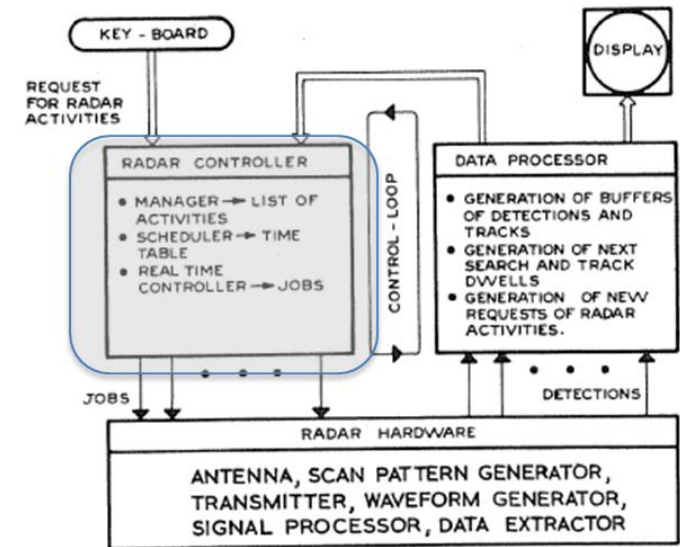 KEY - BOARD
DISPLAY
REQUEST
FOR RADAR
ACTIVITIES
RADAR CONTROLLER
• MANAGER → LIST OF
ACTIVITIES
• SCHEDULER → TIME
TABLE
• REAL TIME
CONTROLLER → JOBS
CONTROL - LOOP
DATA PROCESSOR
• GENERATION OF BUFFERS
OF DETECTIONS AND
TRACKS
• GENERATION OF NEXT
SEARCH AND TRACK
DWELLS
• GENERATION OF NEW
REQUESTS OF RADAR
ACTIVITIES.
JOBS
DETECTIONS
RADAR HARDWARE
ANTENNA, SCAN PATTERN GENERATOR,
TRANSMITTER, WAVEFORM GENERATOR,
SIGNAL PROCESSOR, DATA EXTRACTOR